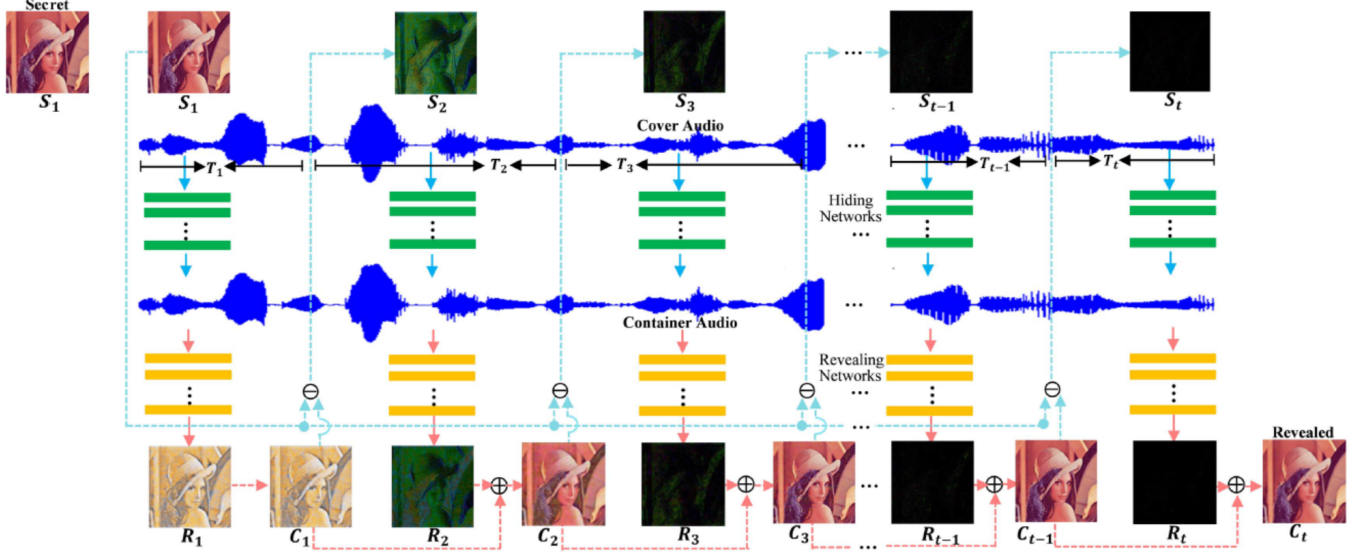 Secret
S₁
S₁
S₂
S₃
...
Sₜ₋₁
Sₜ
Cover Audio
...
T₁
T₂
T₃
Tₜ₋₁
Tₜ
Hiding
Networks
...
Container Audio
...
Revealing
Networks
...
...
Revealed
...
R₁
C₁
R₂
C₂
R₃
C₃
...
Rₜ₋₁
Cₜ₋₁
Rₜ
Cₜ